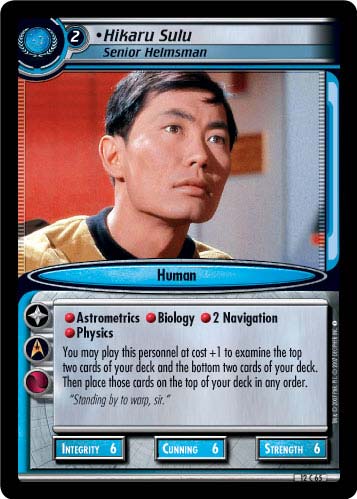 2
•Hikaru Sulu
Senior Helmsman
Human
Astrometrics Biology 2 Navigation
Physics
You may play this personnel at cost +1 to examine the top
two cards of your deck and the bottom two cards of your deck.
Then place those cards on the top of your deck in any order.
"Standing by to warp, sir."
INTEGRITY 6 CUNNING 6 STRENGTH 6
12 C 65